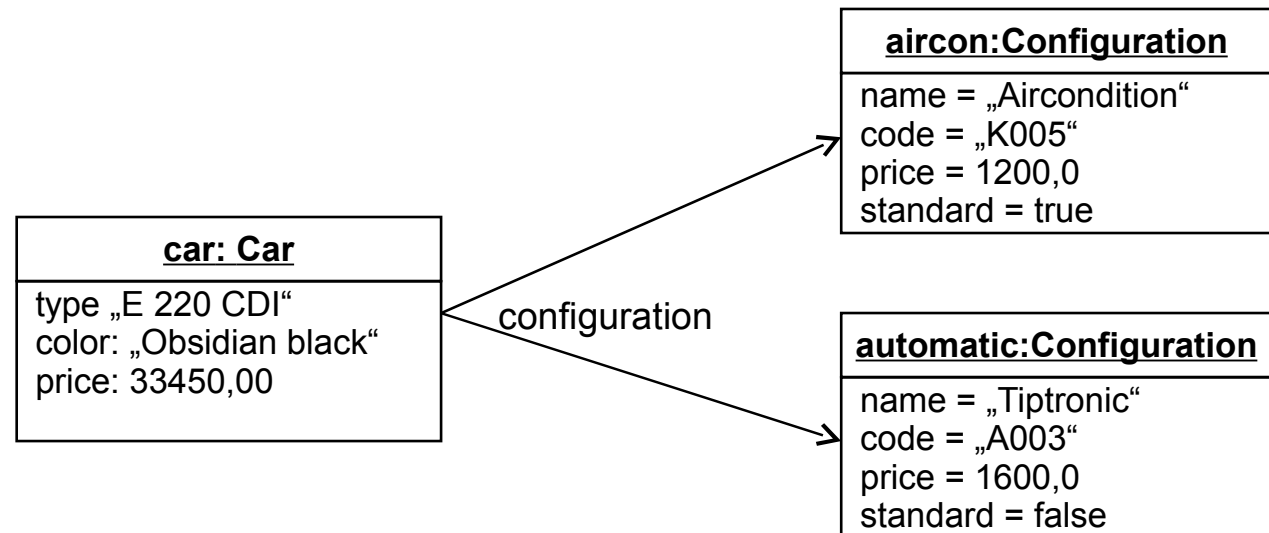 aircon:Configuration
name = „Aircondition“
code = „K005“
price = 1200,0
standard = true
car: Car
type „E 220 CDI“
color: „Obsidian black“
price: 33450,00
configuration
automatic:Configuration
name = „Tiptronic“
code = „A003“
price = 1600,0
standard = false